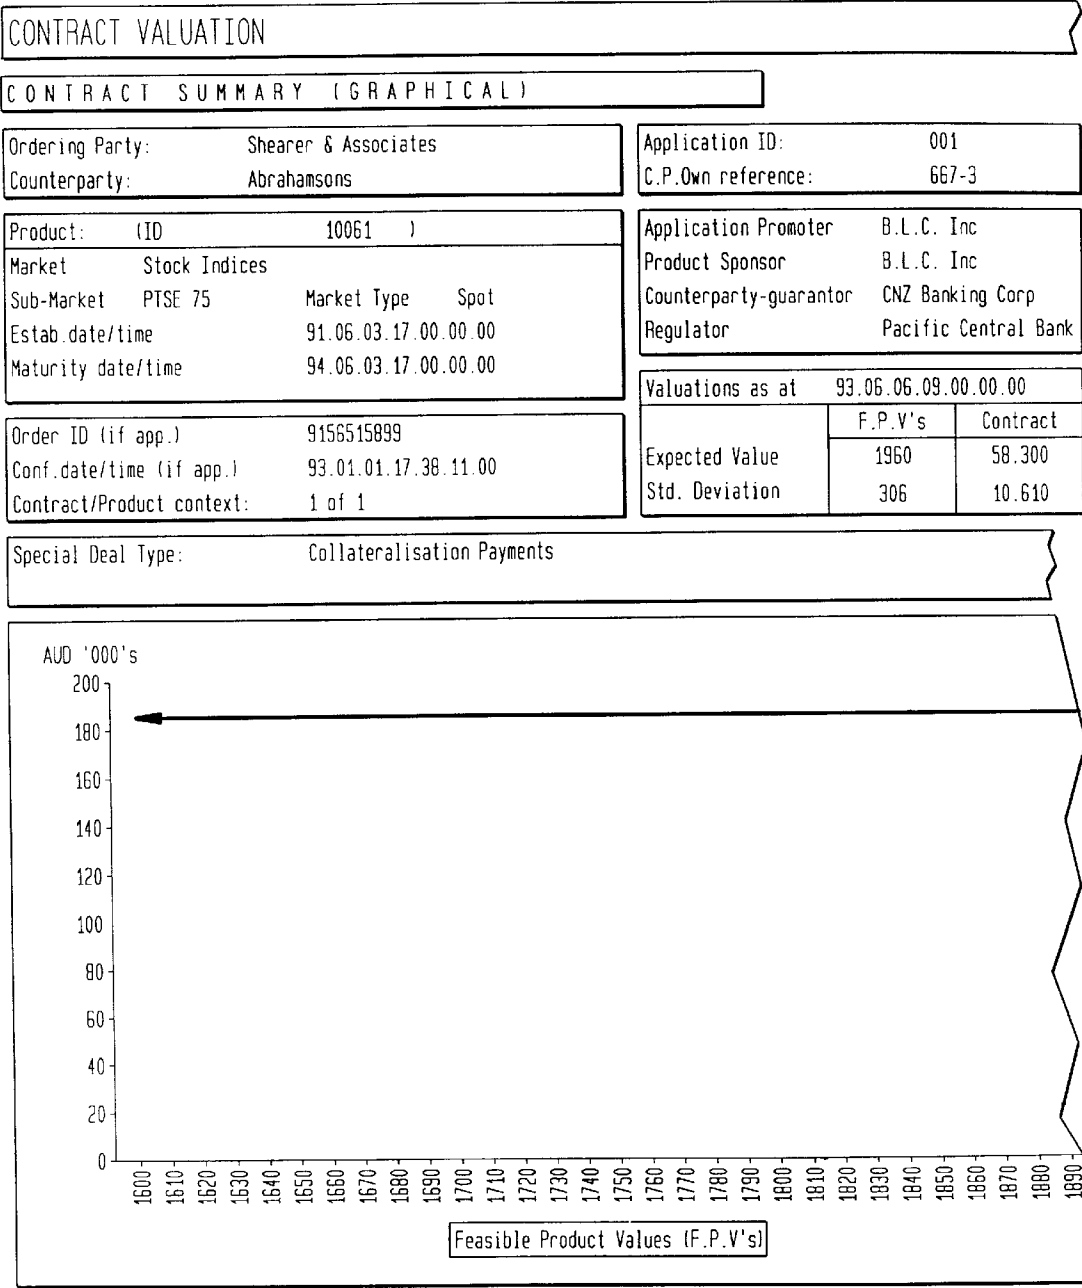 CONTRACT VALUATION
CONTRACT SUMMARY (GRAPHICAL)
Ordering Party: Shearer & Associates
Counterparty: Abrahamsons
Application ID: 001
C.P.Own reference: 667-3
Product: (ID 10061 )
Market Stock Indices
Sub-Market PTSE 75 Market Type Spot
Estab.date/time 91.06.03.17.00.00.00
Maturity date/time 94.06.03.17.00.00.00
Application Promoter B.L.C. Inc
Product Sponsor B.L.C. Inc
Counterparty-guarantor CNZ Banking Corp
Regulator Pacific Central Bank
Order ID (if app.) 9156515899
Conf.date/time (if app.) 93.01.01.17.38.11.00
Contract/Product context: 1 of 1
Valuations as at 93.06.06.09.00.00.00
F.P.V's Contract
Expected Value 1960 58.300
Std. Deviation 306 10.610
Special Deal Type: Collateralisation Payments
AUD '000's
200
180
160
140
120
100
80
60
40
20
0
1600 1610 1620 1630 1640 1650 1660 1670 1680 1690 1700 1710 1720 1730 1740 1750 1760 1770 1780 1790 1800 1810 1820 1830 1840 1850 1860 1870 1880 1890
Feasible Product Values (F.P.V's)